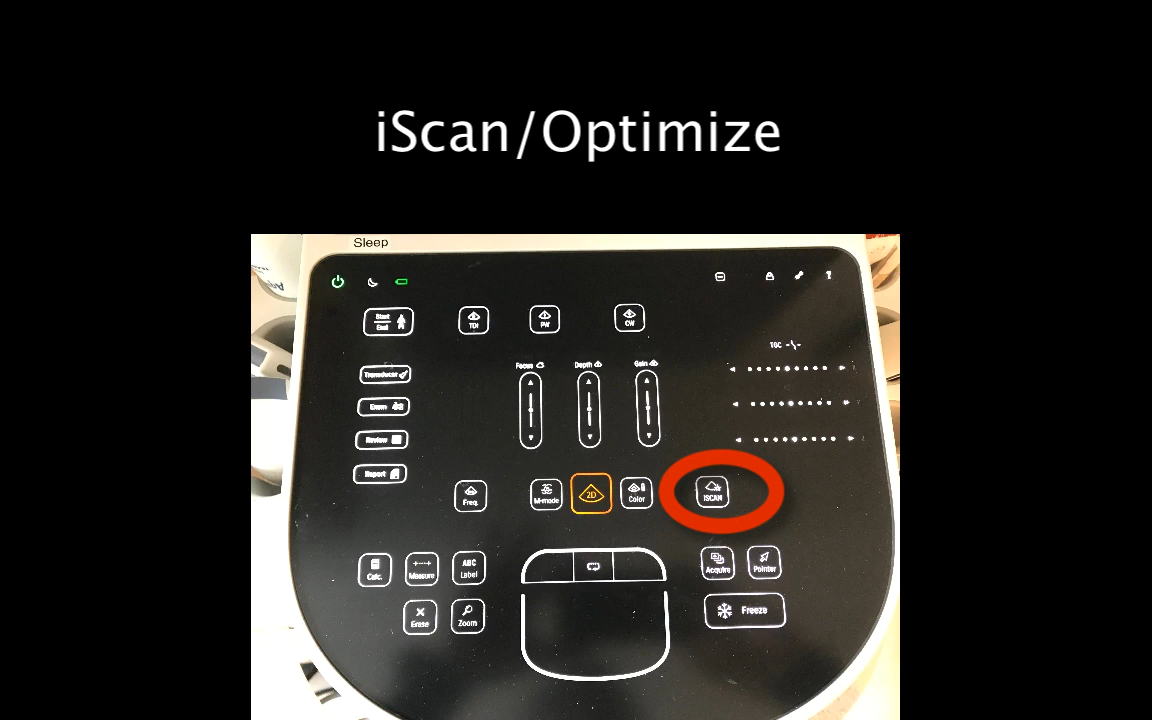 iScan/Optimize
Sleep
Start
End
TDI
PW
CW
TGC
Focus
Depth
Gain
Transducer
Exam
Review
Report
Freq.
M-mode
2D
Color
iSCAN
Calc.
Measure
ABC
Label
Acquire
Pointer
Erase
Zoom
Freeze